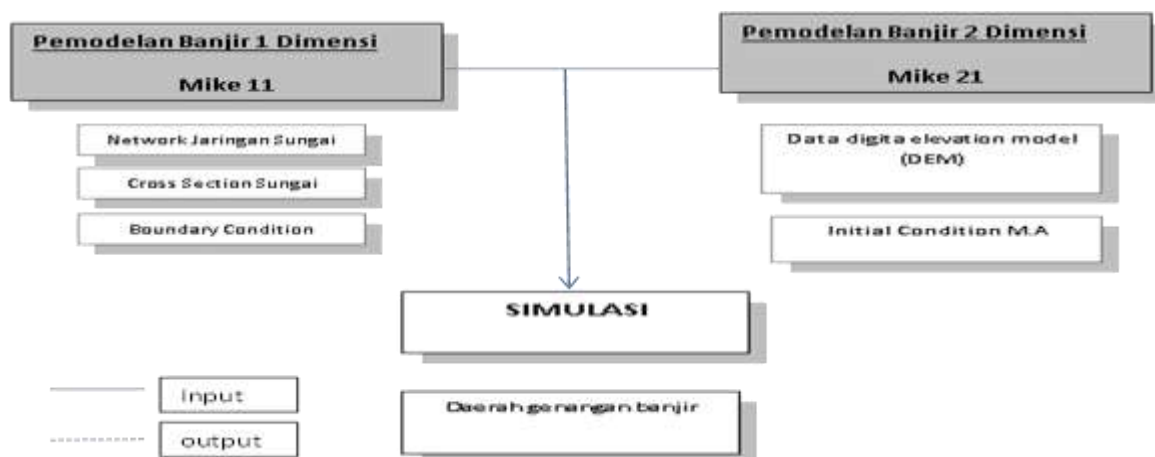 Pemodelan Banjir 1 Dimensi
Mike 11
Network Jaringan Sungai
Cross Section Sungai
Boundary Condition
Pemodelan Banjir 2 Dimensi
Mike 21
Data digita elevation model
(DEM)
Initial Condition M.A
SIMULASI
Daerah genangan banjir
Input
output